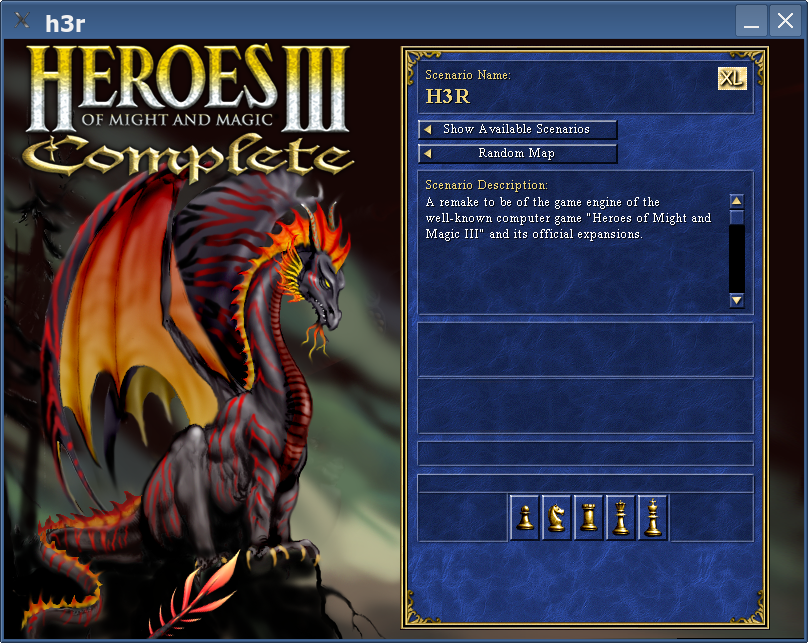 h3r
HEROES III
OF MIGHT AND MAGIC
Complete
Scenario Name:
H3R
XL
Show Available Scenarios
Random Map
Scenario Description:
A remake to be of the game engine of the
well-known computer game "Heroes of Might and
Magic III" and its official expansions.